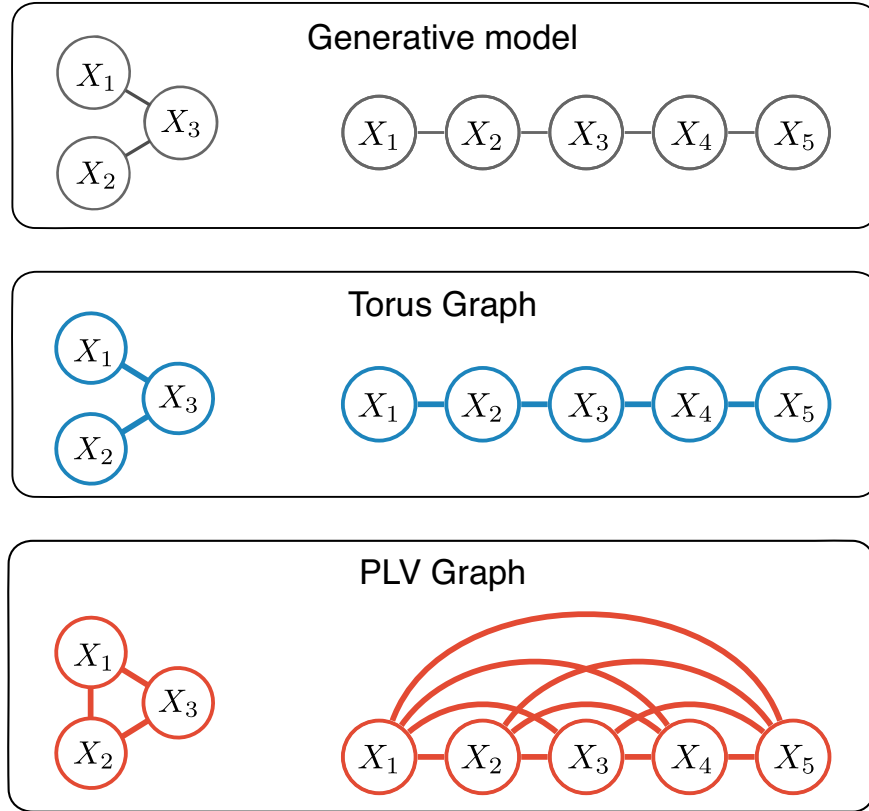 Generative model
X₁
X₃
X₂
X₁ X₂ X₃ X₄ X₅
Torus Graph
X₁
X₃
X₂
X₁ X₂ X₃ X₄ X₅
PLV Graph
X₁
X₃
X₂
X₁ X₂ X₃ X₄ X₅